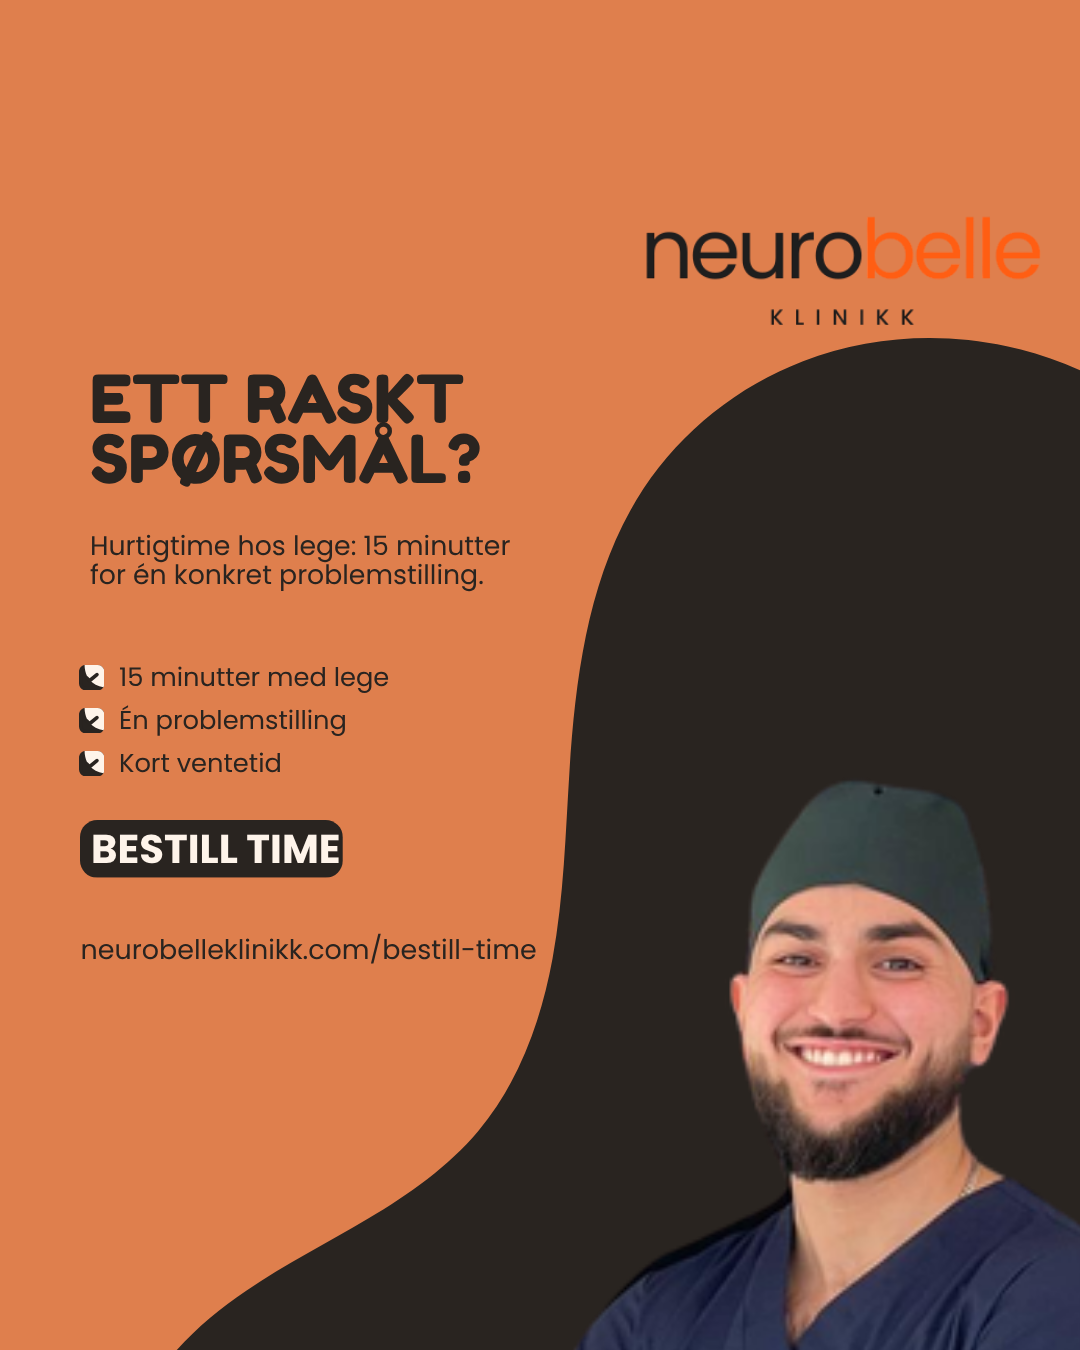 neurobelle
KLINIKK
ETT RASKT
SPØRSMÅL?
Hurtigtime hos lege: 15 minutter
for én konkret problemstilling.
15 minutter med lege
Én problemstilling
Kort ventetid
BESTILL TIME
neurobelleklinikk.com/bestill-time